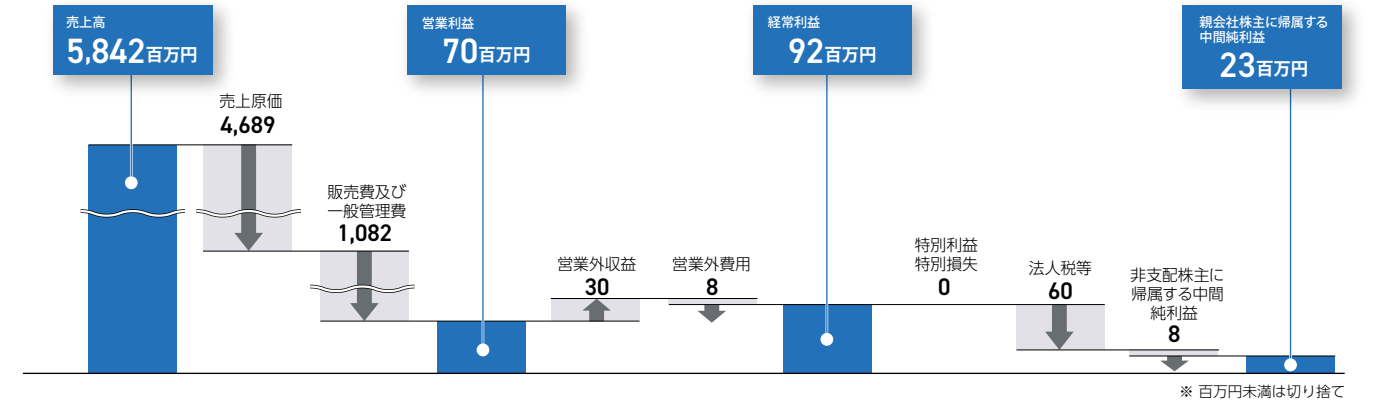 売上高
5,842百万円
売上原価
4,689
販売費及び
一般管理費
1,082
営業利益
70百万円
営業外収益
30
営業外費用
8
経常利益
92百万円
特別利益
特別損失
0
法人税等
60
非支配株主に
帰属する中間
純利益
8
親会社株主に帰属する
中間純利益
23百万円
※ 百万円未満は切り捨て